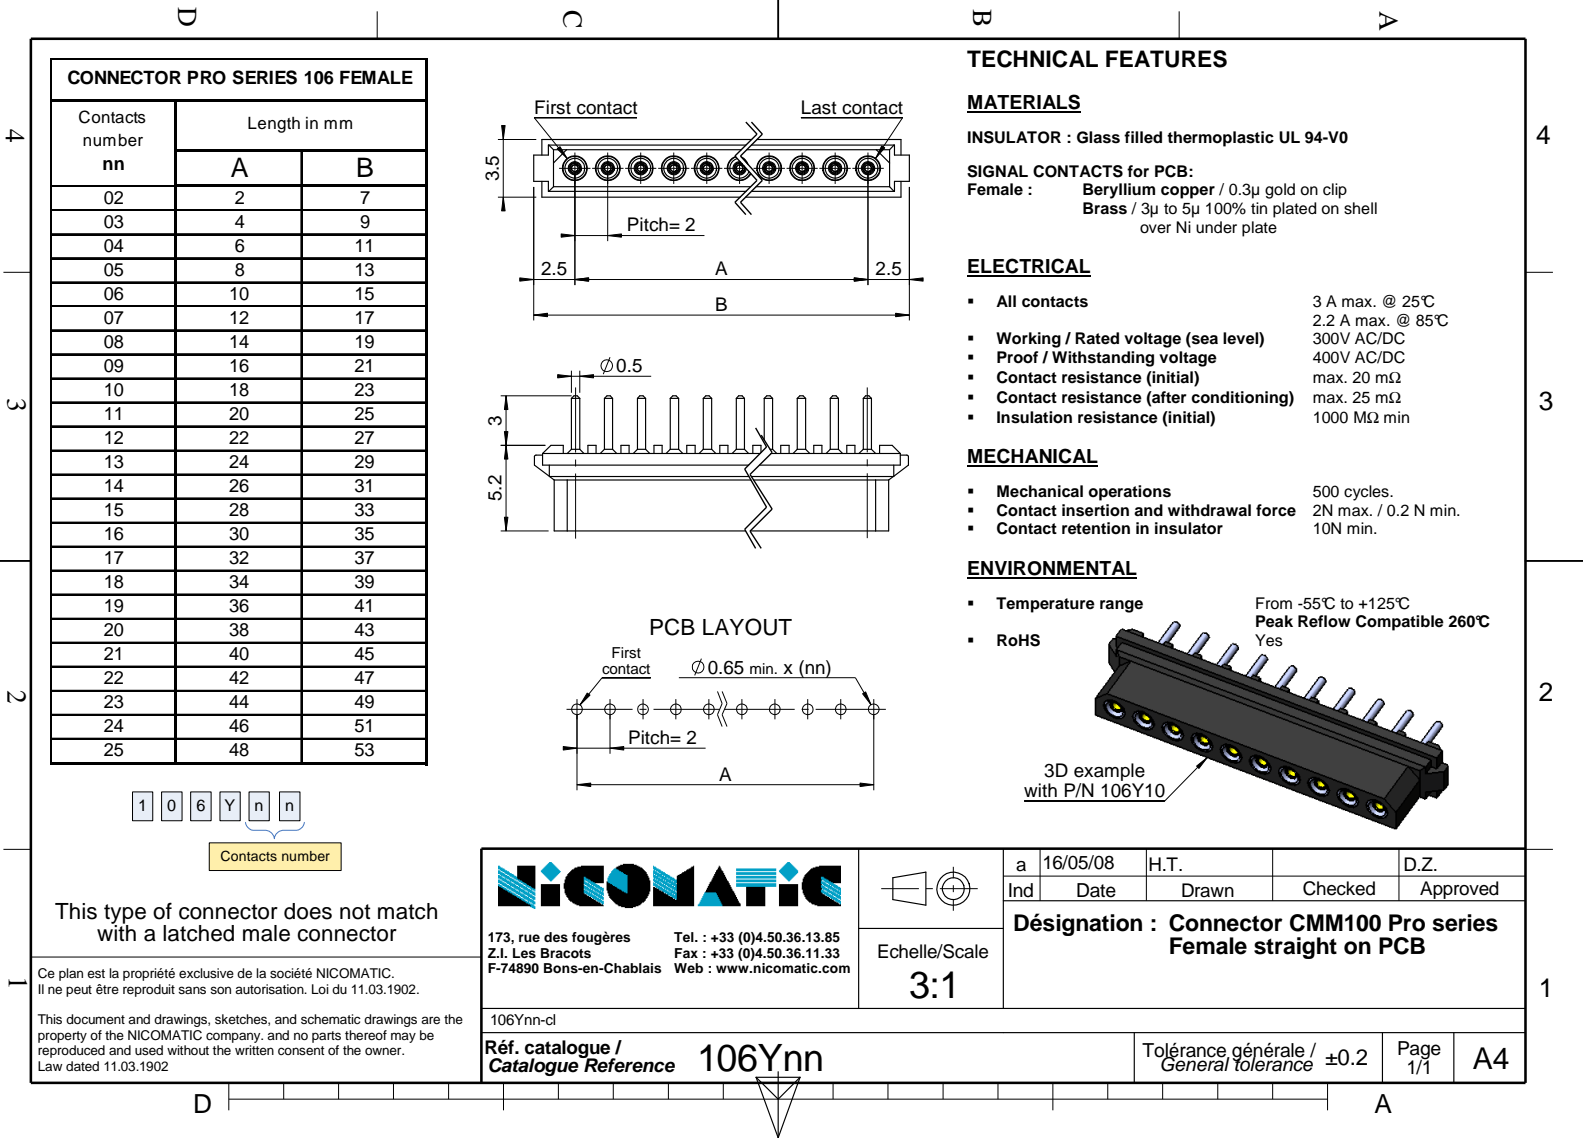 D C B A
4 3 2 1
4 3 2 1
CONNECTOR PRO SERIES 106 FEMALE
Contacts number nn Length in mm
A B
02 2 7
03 4 9
04 6 11
05 8 13
06 10 15
07 12 17
08 14 19
09 16 21
10 18 23
11 20 25
12 22 27
13 24 29
14 26 31
15 28 33
16 30 35
17 32 37
18 34 39
19 36 41
20 38 43
21 40 45
22 42 47
23 44 49
24 46 51
25 48 53
1 0 6 Y n n
Contacts number
This type of connector does not match
with a latched male connector
Ce plan est la propriété exclusive de la société NICOMATIC.
Il ne peut être reproduit sans son autorisation. Loi du 11.03.1902.
This document and drawings, sketches, and schematic drawings are the
property of the NICOMATIC company. and no parts thereof may be
reproduced and used without the written consent of the owner.
Law dated 11.03.1902
First contact Last contact
3.5
Pitch= 2
2.5 A 2.5
B
∅0.5
3
5.2
PCB LAYOUT
First
contact
∅0.65 min. x (nn)
Pitch= 2
A
TECHNICAL FEATURES
MATERIALS
INSULATOR : Glass filled thermoplastic UL 94-V0
SIGNAL CONTACTS for PCB:
Female : Beryllium copper / 0.3µ gold on clip
Brass / 3µ to 5µ 100% tin plated on shell
over Ni under plate
ELECTRICAL
▪ All contacts 3 A max. @ 25°C
2.2 A max. @ 85°C
▪ Working / Rated voltage (sea level) 300V AC/DC
▪ Proof / Withstanding voltage 400V AC/DC
▪ Contact resistance (initial) max. 20 mΩ
▪ Contact resistance (after conditioning) max. 25 mΩ
▪ Insulation resistance (initial) 1000 MΩ min
MECHANICAL
▪ Mechanical operations 500 cycles.
▪ Contact insertion and withdrawal force 2N max. / 0.2 N min.
▪ Contact retention in insulator 10N min.
ENVIRONMENTAL
▪ Temperature range From -55°C to +125°C
Peak Reflow Compatible 260°C
▪ RoHS Yes
3D example
with P/N 106Y10
NiCOMATiC
173, rue des fougères Tel. : +33 (0)4.50.36.13.85
Z.I. Les Bracots Fax : +33 (0)4.50.36.11.33
F-74890 Bons-en-Chablais Web : www.nicomatic.com
Echelle/Scale
3:1
a 16/05/08 H.T. D.Z.
Ind Date Drawn Checked Approved
Désignation : Connector CMM100 Pro series
Female straight on PCB
106Ynn-cl
Réf. catalogue /
Catalogue Reference
106Ynn
Tolérance générale /
General tolerance
±0.2
Page
1/1
A4
D A